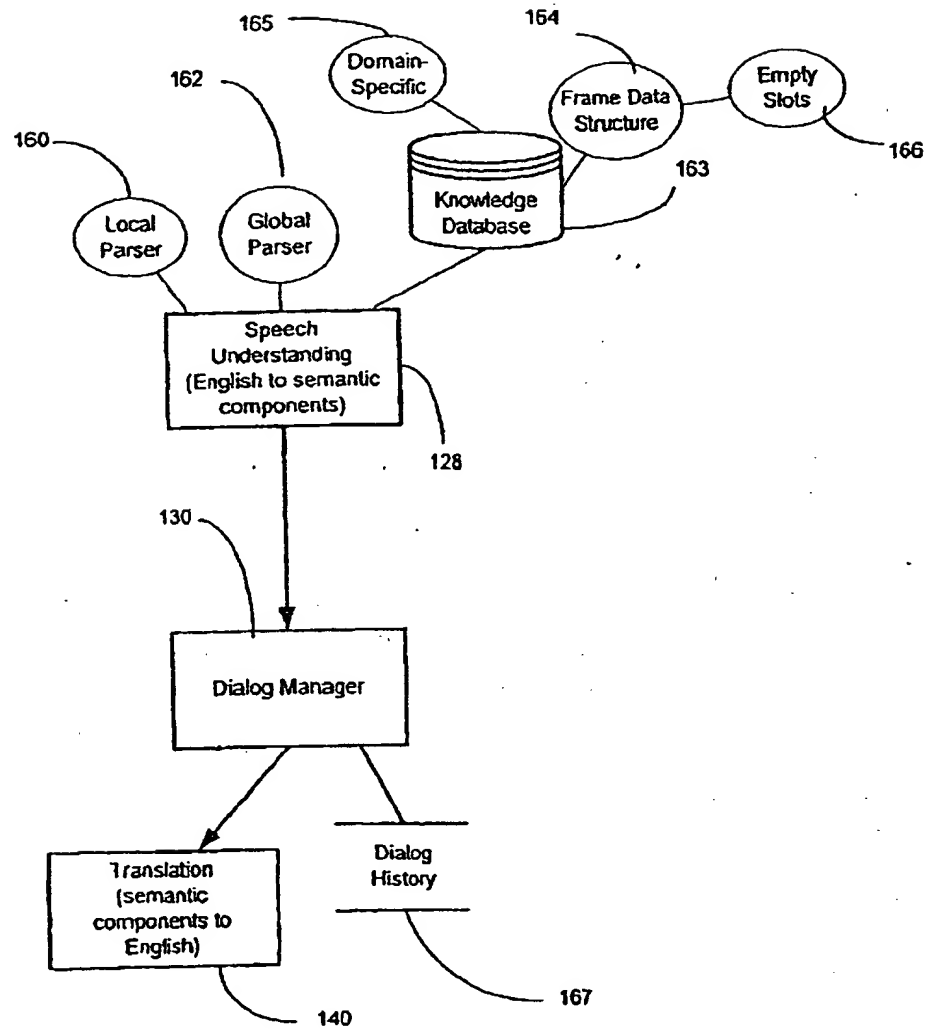 165
Domain-
Specific
164
Frame Data
Structure
Empty
Slots
166
162
160
Local
Parser
Global
Parser
Knowledge
Database
163
Speech
Understanding
(English to semantic
components)
128
130
Dialog Manager
Translation
(semantic
components to
English)
140
Dialog
History
167